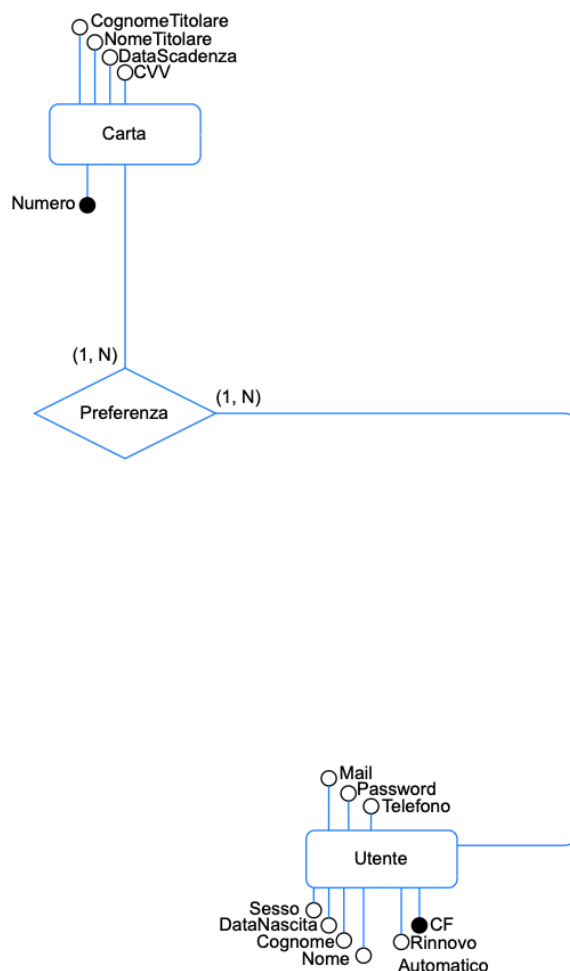 CognomeTitolare
NomeTitolare
DataScadenza
CVV
Carta
Numero
(1, N)
(1, N)
Preferenza
Mail
Password
Telefono
Utente
Sesso
DataNascita
CF
Cognome
Rinnovo
Nome
Automatico